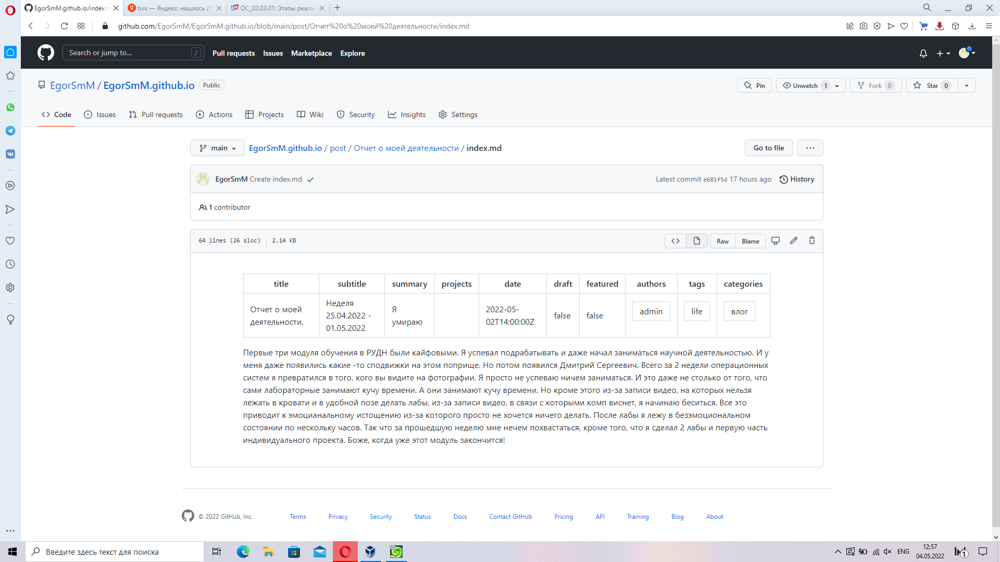 EgorSmM.github.io/index.m
tuis — Яндекс: нашлось 27
ОС_02.03.01: Этапы реали
github.com/EgorSmM/EgorSmM.github.io/blob/main/post/Отчет%20о%20моей%20деятельности/index.md
Search or jump to... /
Pull requests Issues Marketplace Explore
EgorSmM / EgorSmM.github.io Public
Pin Unwatch 1 Fork 0 Star 0
Code Issues Pull requests Actions Projects Wiki Security Insights Settings
main EgorSmM.github.io / post / Отчет о моей деятельности / index.md
Go to file
EgorSmM Create index.md
Latest commit e681f5d 17 hours ago History
1 contributor
64 lines (26 sloc) 2.14 KB
Raw Blame
title subtitle summary projects date draft featured authors tags categories
Отчет о моей деятельности.
Неделя 25.04.2022 - 01.05.2022
Я умираю
2022-05-02T14:00:00Z
false false admin life влог
Первые три модуля обучения в РУДН были кайфовыми. Я успевал подрабатывать и даже начал заниматься научной деятельностью. И у
меня даже появились какие -то сподвижки на этом поприще. Но потом появился Дмитрий Сергеевич. Всего за 2 недели операционных
систем я превратился в того, кого вы видите на фотографии. Я просто не успеваю ничем заниматься. И это даже не столько от того, что
сами лабораторные занимают кучу времени. А они занимают кучу времени. Но кроме этого из-за записи видео, на которых нельзя
лежать в кровати и в удобной позе делать лабы, из-за записи видео, в связи с которыми комп виснет, я начинаю беситься. Все это
приводит к эмоцианальному истощению из-за которого просто не хочется ничего делать. После лабы я лежу в безэмоциональном
состоянии по нескольку часов. Так что за прошедшую неделю мне нечем похвастаться, кроме того, что я сделал 2 лабы и первую часть
индивидуального проекта. Боже, когда уже этот модуль закончится!
© 2022 GitHub, Inc. Terms Privacy Security Status Docs Contact GitHub Pricing API Training Blog About
Введите здесь текст для поиска
ENG
12:57
04.05.2022
1